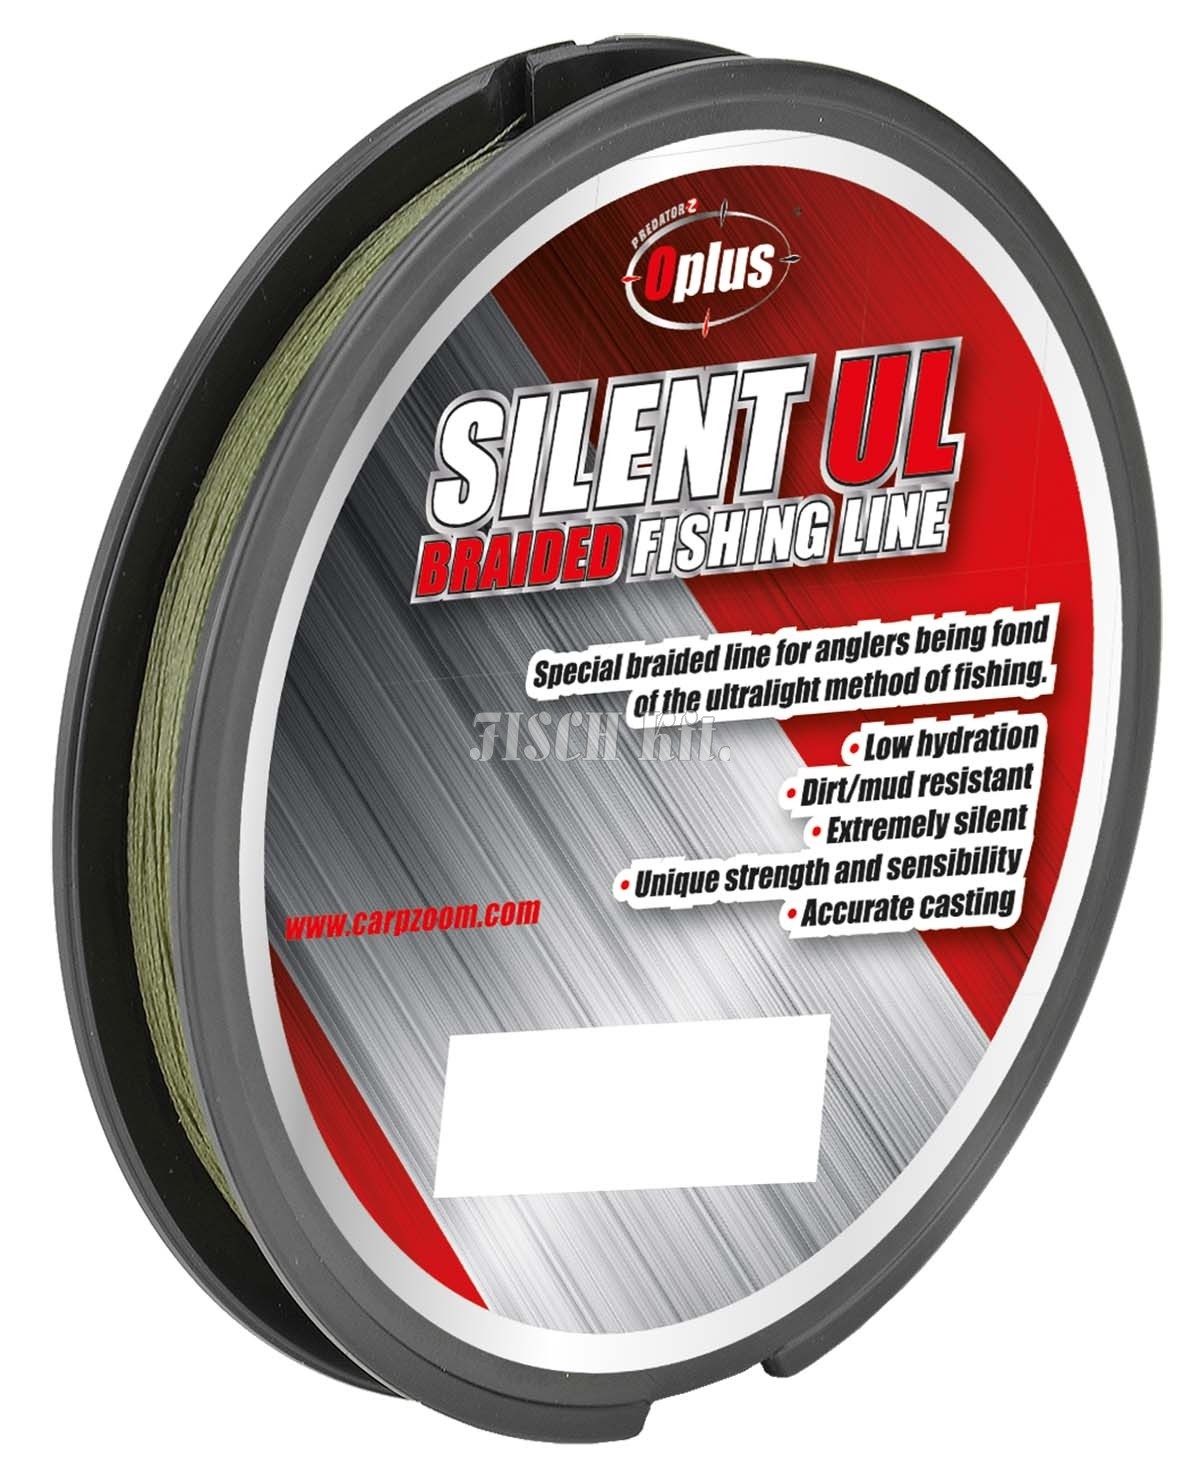 PREDATOR-Z
Oplus
SILENT UL
BRAIDED FISHING LINE
Special braided line for anglers being fond
of the ultralight method of fishing.
FISCH Kft.
• Low hydration
• Dirt/mud resistant
• Extremely silent
• Unique strength and sensibility
• Accurate casting
www.carpzoom.com